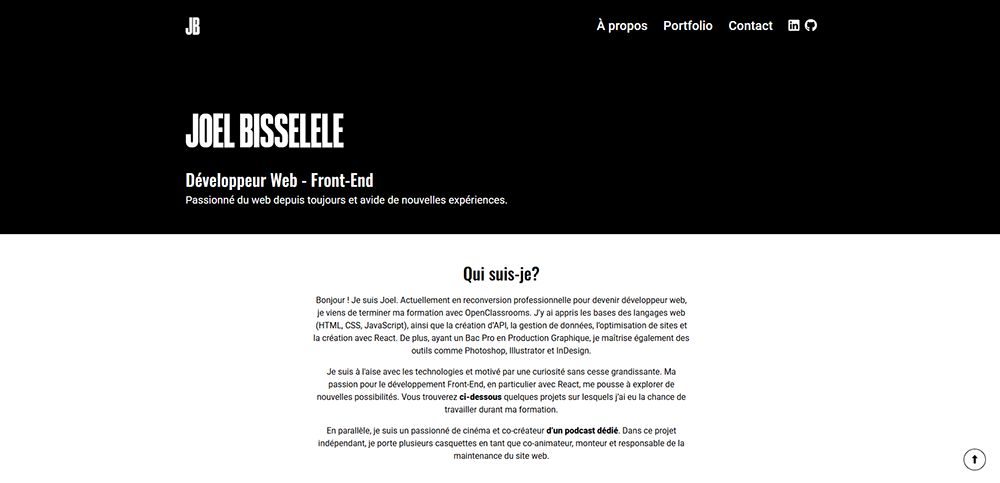 JB
À propos Portfolio Contact
JOEL BISSELELE
Développeur Web - Front-End
Passionné du web depuis toujours et avide de nouvelles expériences.
Qui suis-je?
Bonjour ! Je suis Joel. Actuellement en reconversion professionnelle pour devenir développeur web,
je viens de terminer ma formation avec OpenClassrooms. J'y ai appris les bases des langages web
(HTML, CSS, JavaScript), ainsi que la création d'API, la gestion de données, l'optimisation de sites et
la création avec React. De plus, ayant un Bac Pro en Production Graphique, je maîtrise également des
outils comme Photoshop, Illustrator et InDesign.
Je suis à l'aise avec les technologies et motivé par une curiosité sans cesse grandissante. Ma
passion pour le développement Front-End, en particulier avec React, me pousse à explorer de
nouvelles possibilités. Vous trouverez ci-dessous quelques projets sur lesquels j'ai eu la chance de
travailler durant ma formation.
En parallèle, je suis un passionné de cinéma et co-créateur d'un podcast dédié. Dans ce projet
indépendant, je porte plusieurs casquettes en tant que co-animateur, monteur et responsable de la
maintenance du site web.